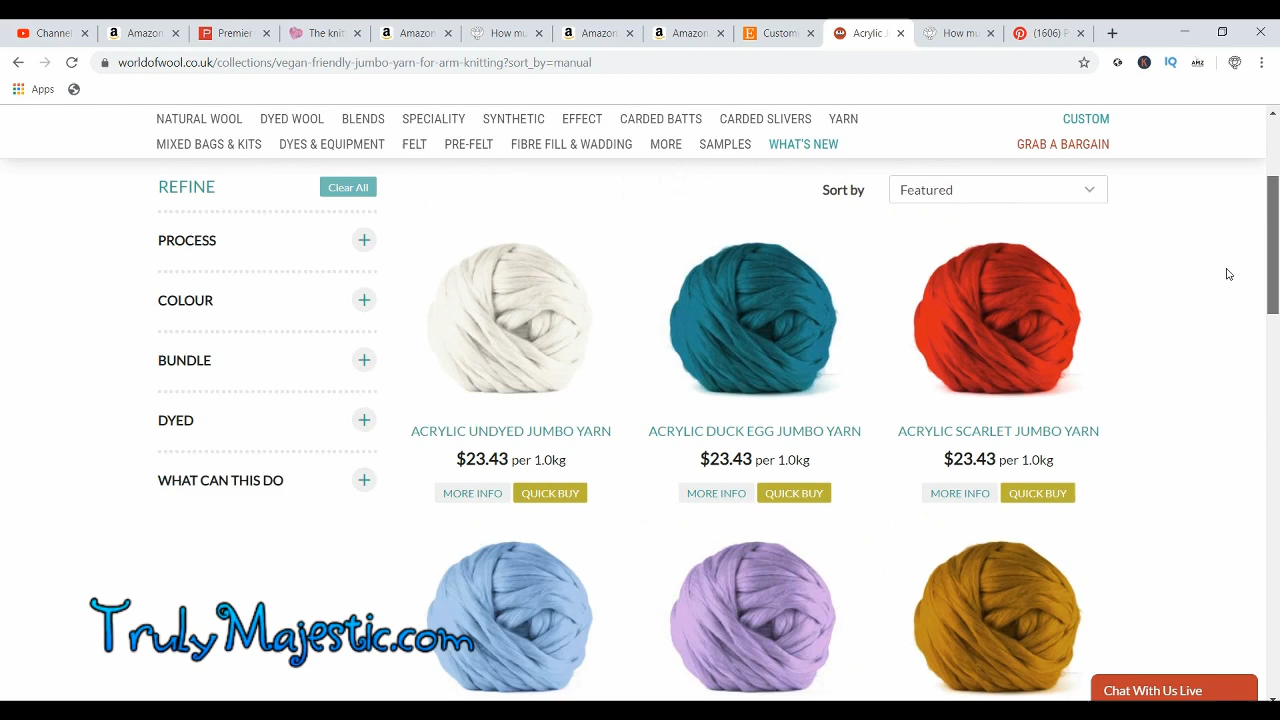 Channel
Amazon
Premier
The knit
Amazon
How mu
Amazon
Amazon
Custom
Acrylic J
How mu
(1606) P
worldofwool.co.uk/collections/vegan-friendly-jumbo-yarn-for-arm-knitting?sort_by=manual
K
IQ
AMZ
Apps
NATURAL WOOL DYED WOOL BLENDS SPECIALITY SYNTHETIC EFFECT CARDED BATTS CARDED SLIVERS YARN CUSTOM
MIXED BAGS & KITS DYES & EQUIPMENT FELT PRE-FELT FIBRE FILL & WADDING MORE SAMPLES WHAT'S NEW GRAB A BARGAIN
REFINE
Clear All
Sort by
Featured
PROCESS
COLOUR
BUNDLE
DYED
WHAT CAN THIS DO
ACRYLIC UNDYED JUMBO YARN
$23.43 per 1.0kg
MORE INFO QUICK BUY
ACRYLIC DUCK EGG JUMBO YARN
$23.43 per 1.0kg
MORE INFO QUICK BUY
ACRYLIC SCARLET JUMBO YARN
$23.43 per 1.0kg
MORE INFO QUICK BUY
TrulyMajestic.com
Chat With Us Live